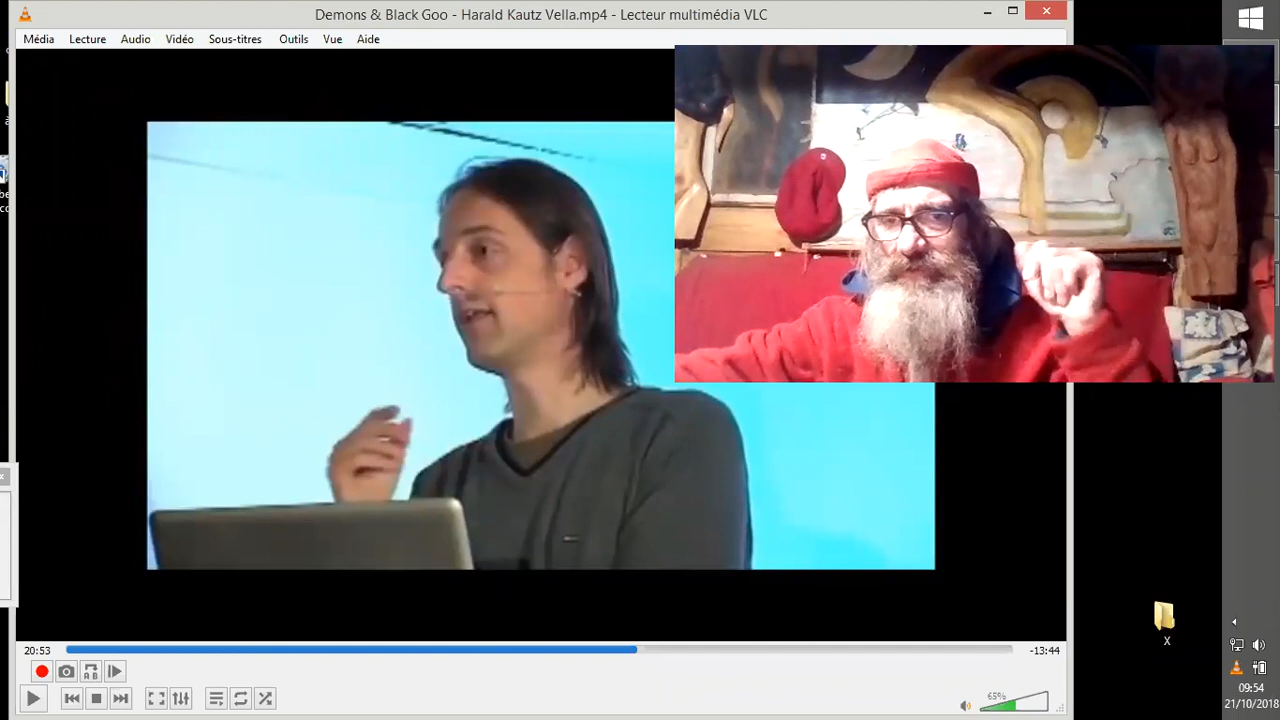 Demons & Black Goo - Harald Kautz Vella.mp4 - Lecteur multimédia VLC
Média Lecture Audio Vidéo Sous-titres Outils Vue Aide
20:53
-13:44
X
65%
09:54
21/10/2018